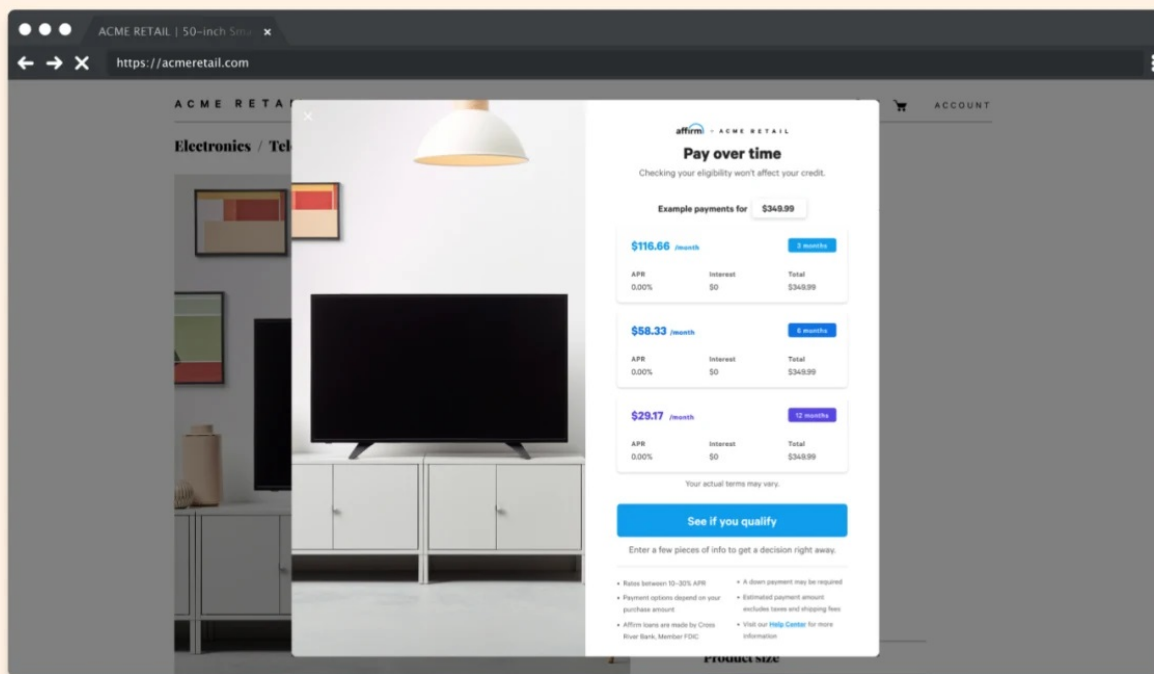 ACME RETAIL | 50-inch Sma
https://acmeretail.com
ACME RETAI
ACCOUNT
Electronics / Tel
affirm + ACME RETAIL
Pay over time
Checking your eligibility won't affect your credit.
Example payments for $349.99
$116.66 /month 3 months
APR Interest Total
0.00% $0 $349.99
$58.33 /month 6 months
APR Interest Total
0.00% $0 $349.99
$29.17 /month 12 months
APR Interest Total
0.00% $0 $349.99
Your actual terms may vary.
See if you qualify
Enter a few pieces of info to get a decision right away.
• Rates between 10–30% APR
• Payment options depend on your
purchase amount
• Affirm loans are made by Cross
River Bank, Member FDIC
• A down payment may be required
• Estimated payment amount
excludes taxes and shipping fees
• Visit our Help Center for more
information
Product size